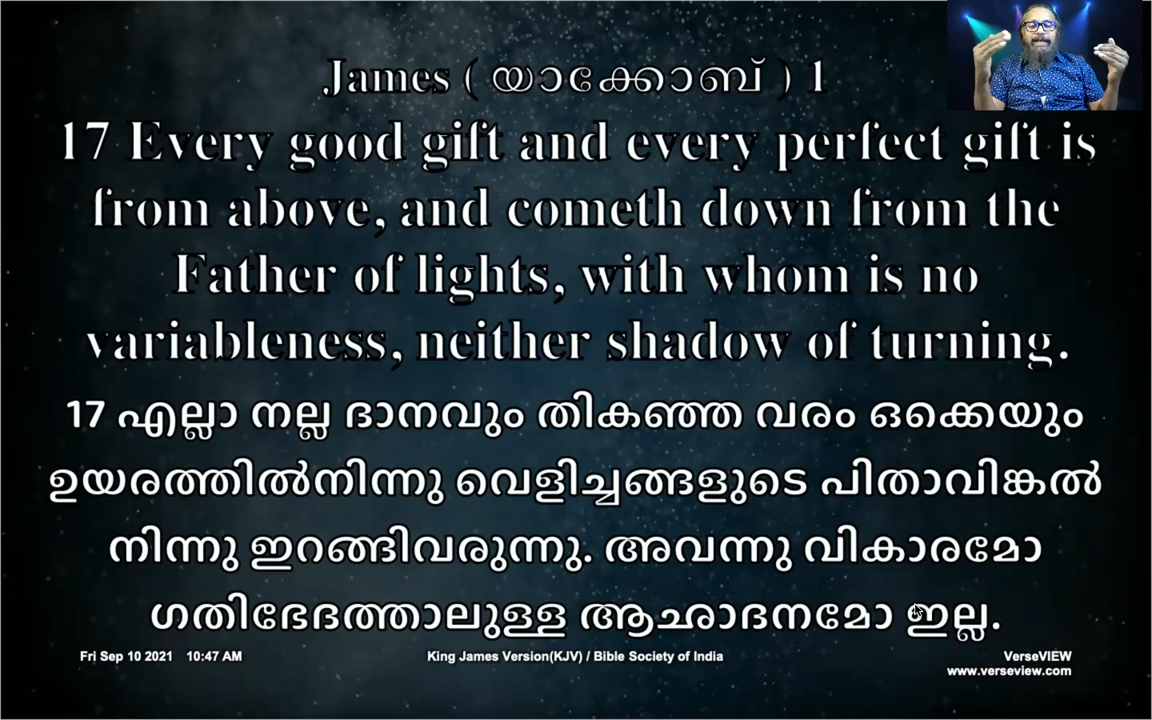 James ( യാക്കോബ് ) 1
17 Every good gift and every perfect gift is
from above, and cometh down from the
Father of lights, with whom is no
variableness, neither shadow of turning.
17 എല്ലാ നല്ല ദാനവും തികഞ്ഞ വരം ഒക്കെയും
ഉയരത്തിൽനിന്നു വെളിച്ചങ്ങളുടെ പിതാവിങ്കൽ
നിന്നു ഇറങ്ങിവരുന്നു. അവന്നു വികാരമോ
ഗതിഭേദത്താലുള്ള ആഛാദനമോ ഇല്ല.
Fri Sep 10 2021 10:47 AM King James Version(KJV) / Bible Society of India VerseVIEW
www.verseview.com